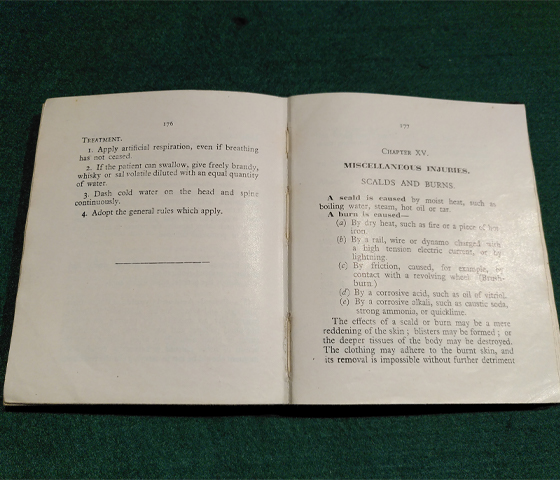 176
TREATMENT.
1. Apply artificial respiration, even if breathing
has not ceased.
2. If the patient can swallow, give freely brandy,
whisky or sal volatile diluted with an equal quantity
of water.
3. Dash cold water on the head and spine
continuously.
4. Adopt the general rules which apply.
177
CHAPTER XV.
MISCELLANEOUS INJURIES.
SCALDS AND BURNS.
A scald is caused by moist heat, such as
boiling water, steam, hot oil or tar.
A burn is caused—
(a) By dry heat, such as fire or a piece of hot
iron.
(b) By a rail, wire or dynamo charged with
a high tension electric current, or by
lightning.
(c) By friction, caused, for example, by
contact with a revolving wheel (Brush-
burn.)
(d) By a corrosive acid, such as oil of vitriol.
(e) By a corrosive alkali, such as caustic soda,
strong ammonia, or quicklime.
The effects of a scald or burn may be a mere
reddening of the skin ; blisters may be formed ; or
the deeper tissues of the body may be destroyed.
The clothing may adhere to the burnt skin, and
its removal is impossible without further detriment